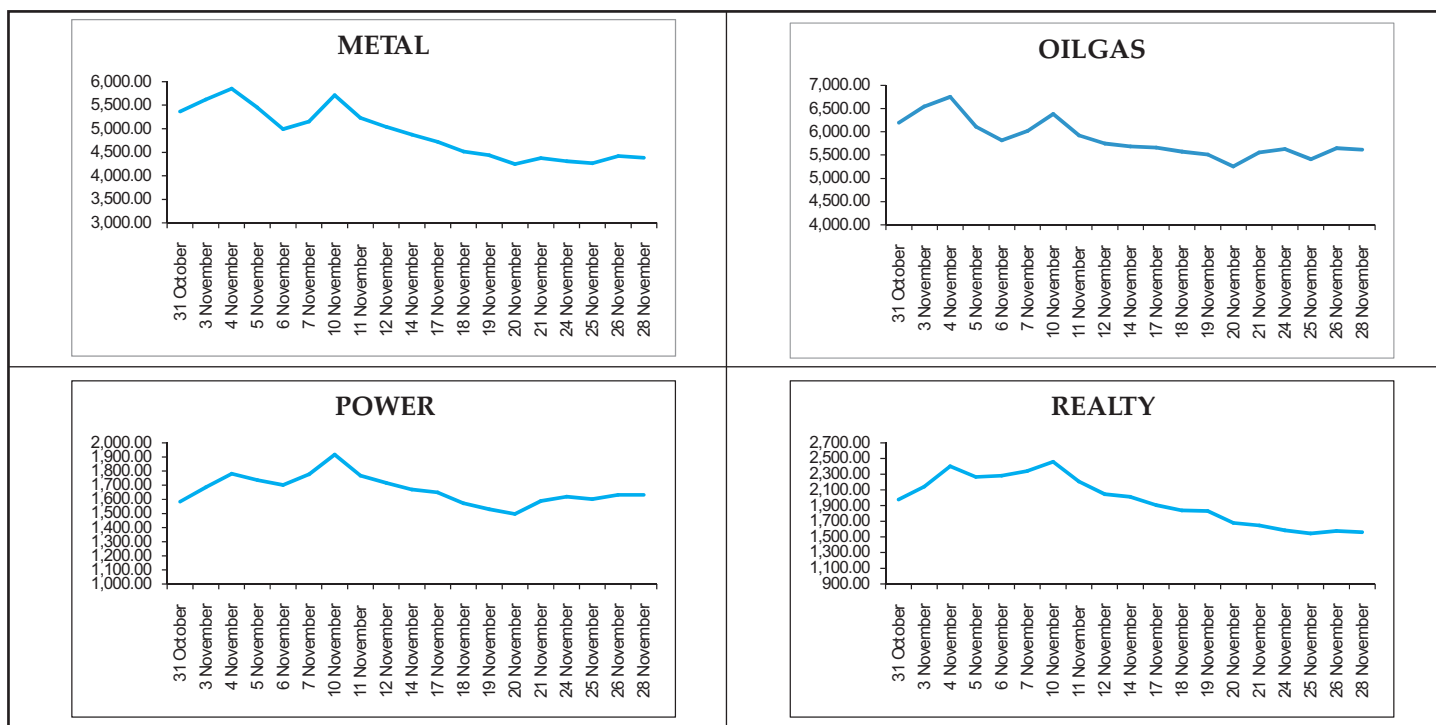 METAL
6,000.00
5,500.00
5,000.00
4,500.00
4,000.00
3,500.00
3,000.00
31 October
3 November
4 November
5 November
6 November
7 November
10 November
11 November
12 November
14 November
17 November
18 November
19 November
20 November
21 November
24 November
25 November
26 November
28 November
OILGAS
7,000.00
6,500.00
6,000.00
5,500.00
5,000.00
4,500.00
4,000.00
31 October
3 November
4 November
5 November
6 November
7 November
10 November
11 November
12 November
14 November
17 November
18 November
19 November
20 November
21 November
24 November
25 November
26 November
28 November
POWER
2,000.00
1,900.00
1,800.00
1,700.00
1,600.00
1,500.00
1,400.00
1,300.00
1,200.00
1,100.00
1,000.00
31 October
3 November
4 November
5 November
6 November
7 November
10 November
11 November
12 November
14 November
17 November
18 November
19 November
20 November
21 November
24 November
25 November
26 November
28 November
REALTY
2,700.00
2,500.00
2,300.00
2,100.00
1,900.00
1,700.00
1,500.00
1,300.00
1,100.00
900.00
31 October
3 November
4 November
5 November
6 November
7 November
10 November
11 November
12 November
14 November
17 November
18 November
19 November
20 November
21 November
24 November
25 November
26 November
28 November